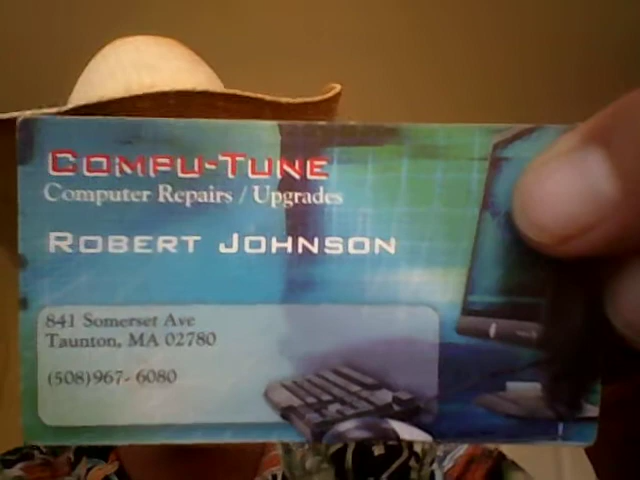 COMPU-TUNE
Computer Repairs / Upgrades
ROBERT JOHNSON
841 Somerset Ave
Taunton, MA 02780
(508)967- 6080